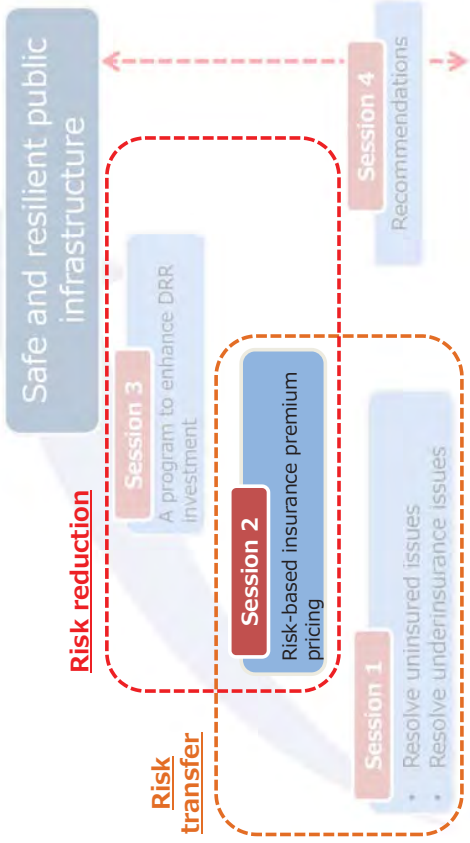 Safe and resilient public
infrastructure
Risk reduction
Session 3
A program to enhance DRR
investment
Session 4
Recommendations
Risk
transfer
Session 2
Risk-based insurance premium
pricing
Session 1
• Resolve uninsured issues
• Resolve underinsurance issues